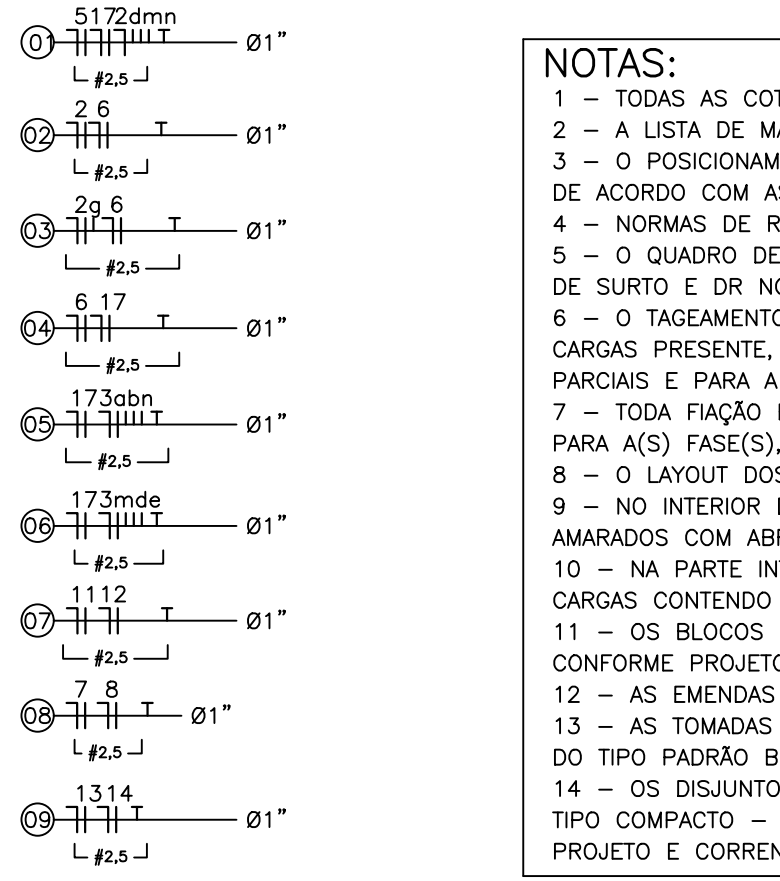 5172dmn
01 Ø1"
#2,5
2 6
02 Ø1"
#2,5
2g 6
03 Ø1"
#2,5
6 17
04 Ø1"
#2,5
173abn
05 Ø1"
#2,5
173mde
06 Ø1"
#2,5
1112
07 Ø1"
#2,5
7 8
08 Ø1"
#2,5
1314
09 Ø1"
#2,5
NOTAS:
1 – TODAS AS COT
2 – A LISTA DE MA
3 – O POSICIONAM
DE ACORDO COM AS
4 – NORMAS DE R
5 – O QUADRO DE
DE SURTO E DR NO
6 – O TAGEAMENTO
CARGAS PRESENTE,
PARCIAIS E PARA A
7 – TODA FIAÇÃO
PARA A(S) FASE(S),
8 – O LAYOUT DOS
9 – NO INTERIOR
AMARADOS COM ABR
10 – NA PARTE INT
CARGAS CONTENDO
11 – OS BLOCOS
CONFORME PROJETO
12 – AS EMENDAS
13 – AS TOMADAS
DO TIPO PADRÃO B
14 – OS DISJUNTO
TIPO COMPACTO –
PROJETO E CORREN